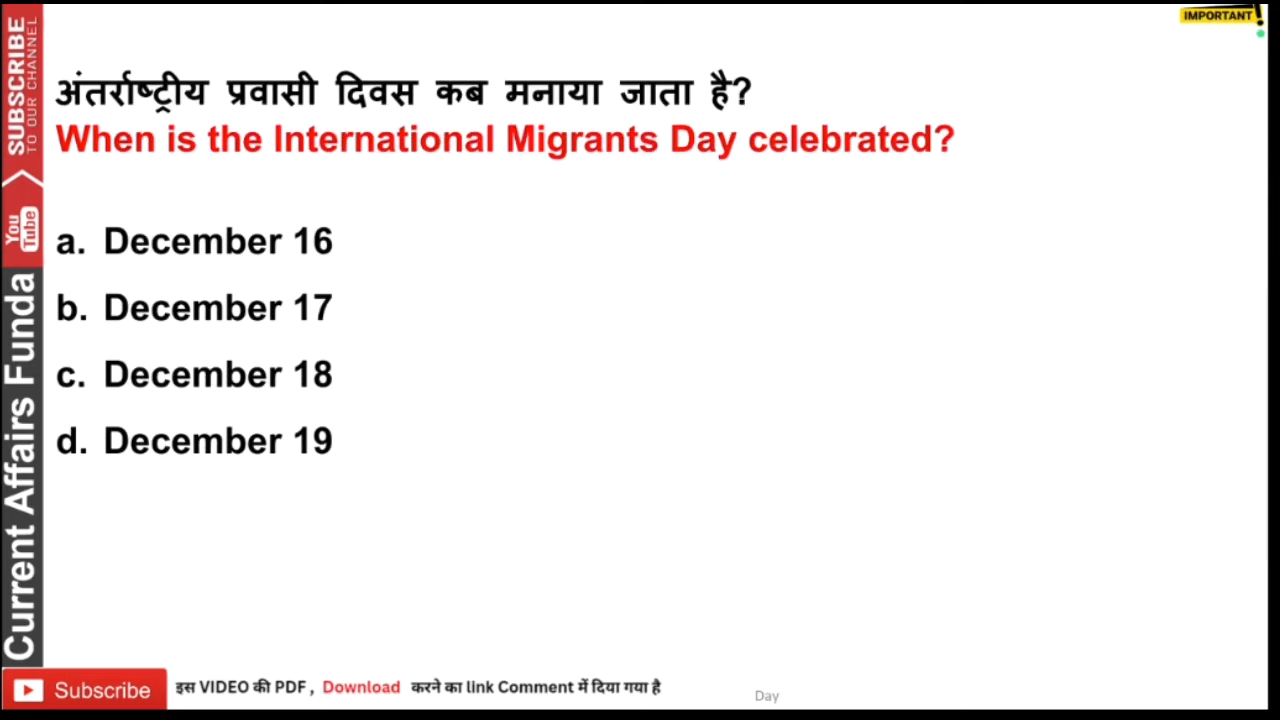 IMPORTANT!
अंतर्राष्ट्रीय प्रवासी दिवस कब मनाया जाता है?
When is the International Migrants Day celebrated?
a. December 16
b. December 17
c. December 18
d. December 19
SUBSCRIBE
TO OUR CHANNEL
You
Tube
Current Affairs Funda
Subscribe
इस VIDEO की PDF , Download करने का link Comment में दिया गया है
Day